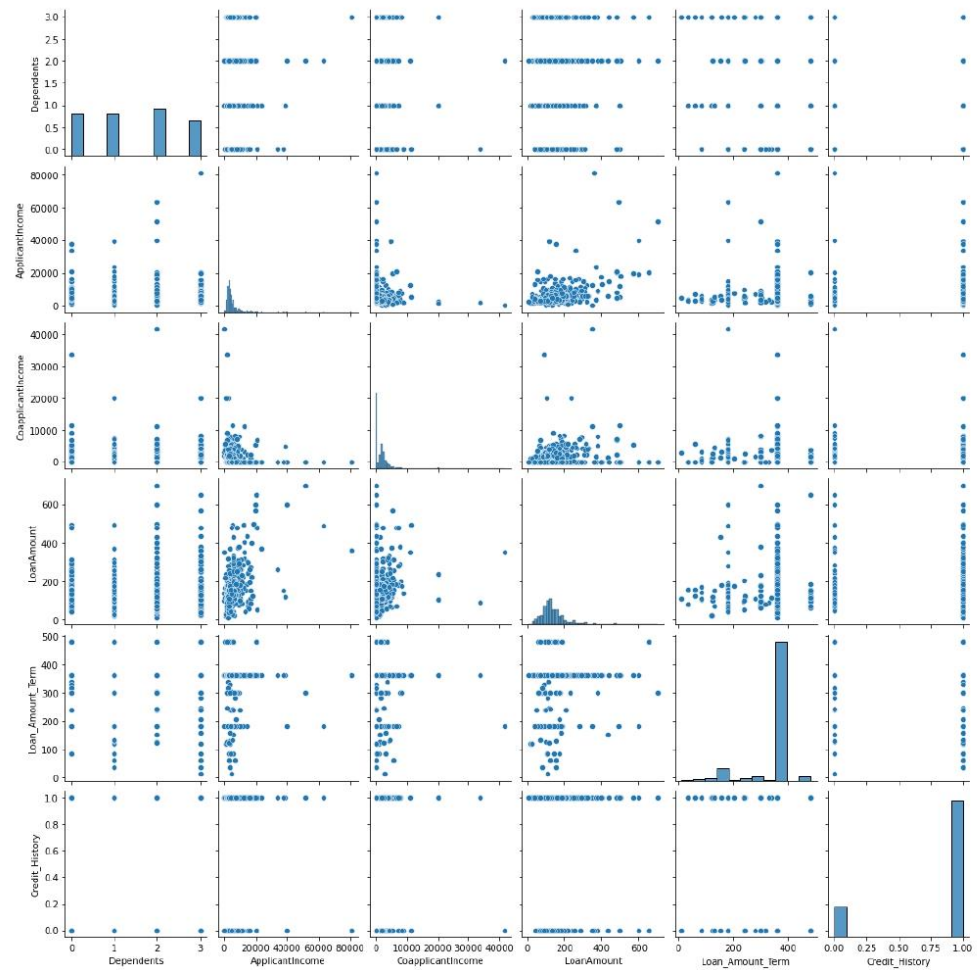 3.0
2.5
2.0
1.5
1.0
0.5
0.0
Dependents
80000
60000
40000
20000
0
ApplicantIncome
40000
30000
20000
10000
0
CoapplicantIncome
600
400
200
0
LoanAmount
500
400
300
200
100
0
Loan_Amount_Term
1.0
0.8
0.6
0.4
0.2
0.0
Credit_History
0 1 2 3
Dependents
0 20000 40000 60000 80000
ApplicantIncome
0 20000 40000
CoapplicantIncome
0 200 400 600
LoanAmount
0 200 400
Loan_Amount_Term
0.00 0.25 0.50 0.75 1.00
Credit_History